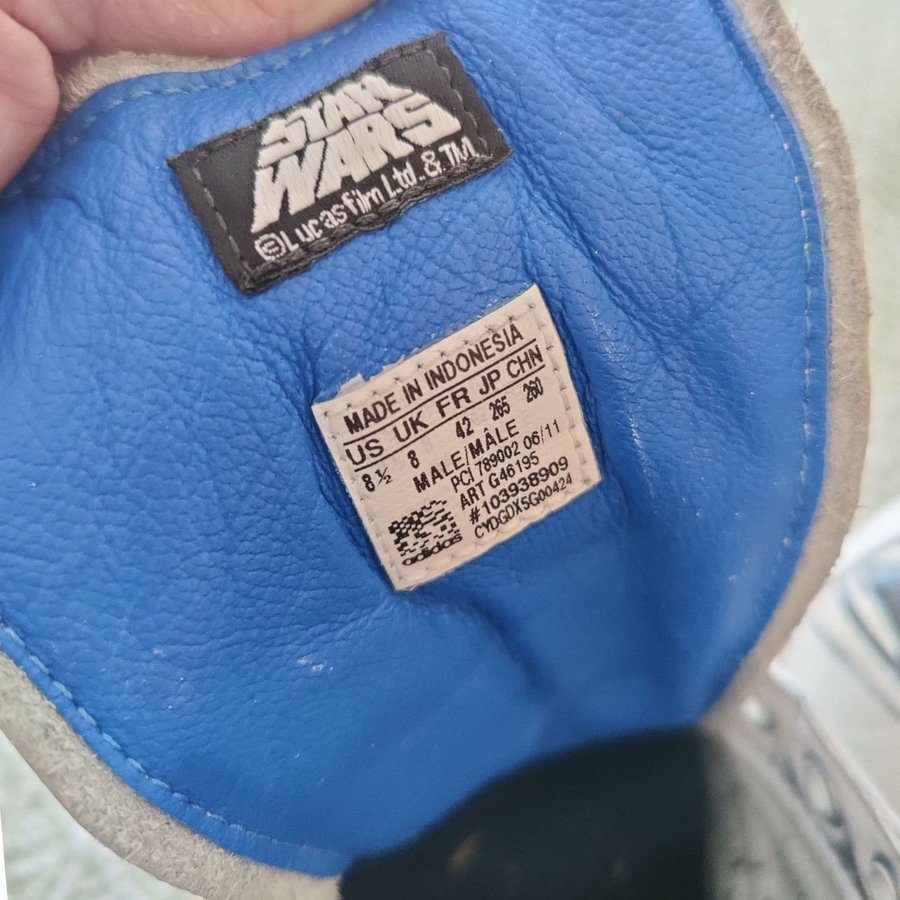 STAR
WARS
©Lucasfilm Ltd. & TM
MADE IN INDONESIA
US UK FR JP CHN
8½ 8 42 265 260
MALE/MÂLE
PCI 789002 06/11
ART G46195
#103938909
CYDGDX5G00424
adidas